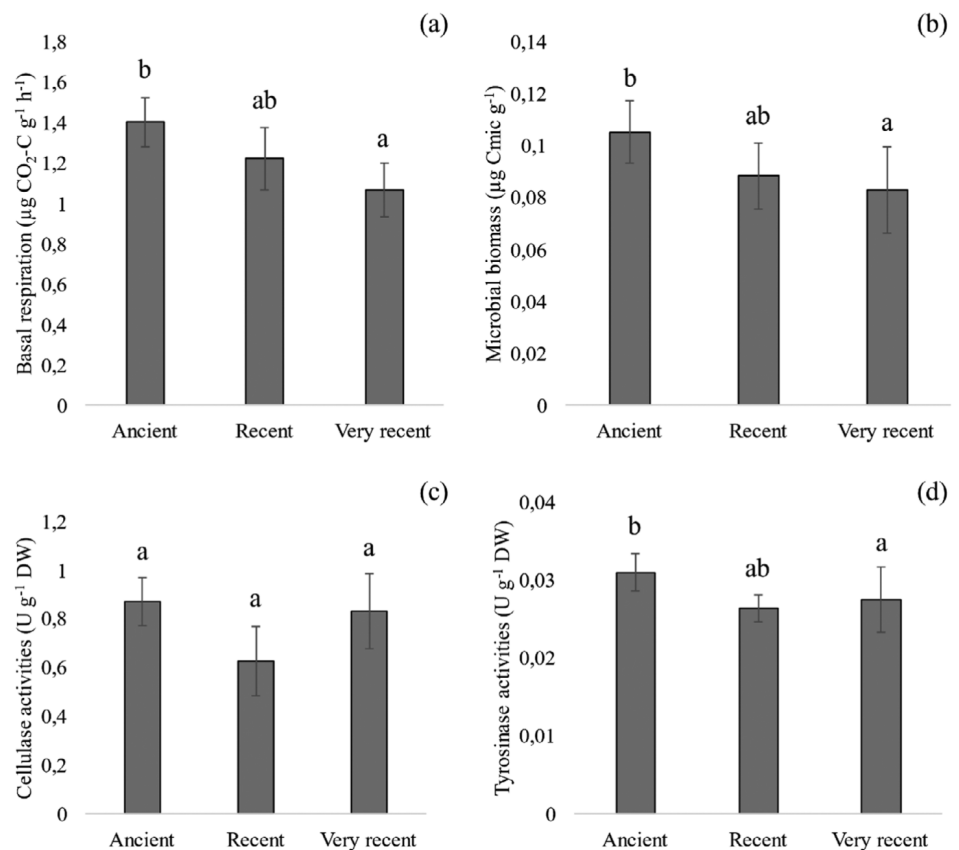 (a)
Basal respiration (µg CO₂-C g⁻¹ h⁻¹)
1,8
1,6
1,4
1,2
1
0,8
0,6
0,4
0,2
0
b
ab
a
Ancient Recent Very recent
(b)
Microbial biomass (µg Cmic g⁻¹)
0,14
0,12
0,1
0,08
0,06
0,04
0,02
0
b
ab
a
Ancient Recent Very recent
(c)
Cellulase activities (U g⁻¹ DW)
1,2
1
0,8
0,6
0,4
0,2
0
a
a
a
Ancient Recent Very recent
(d)
Tyrosinase activities (U g⁻¹ DW)
0,04
0,03
0,02
0,01
0
b
ab
a
Ancient Recent Very recent